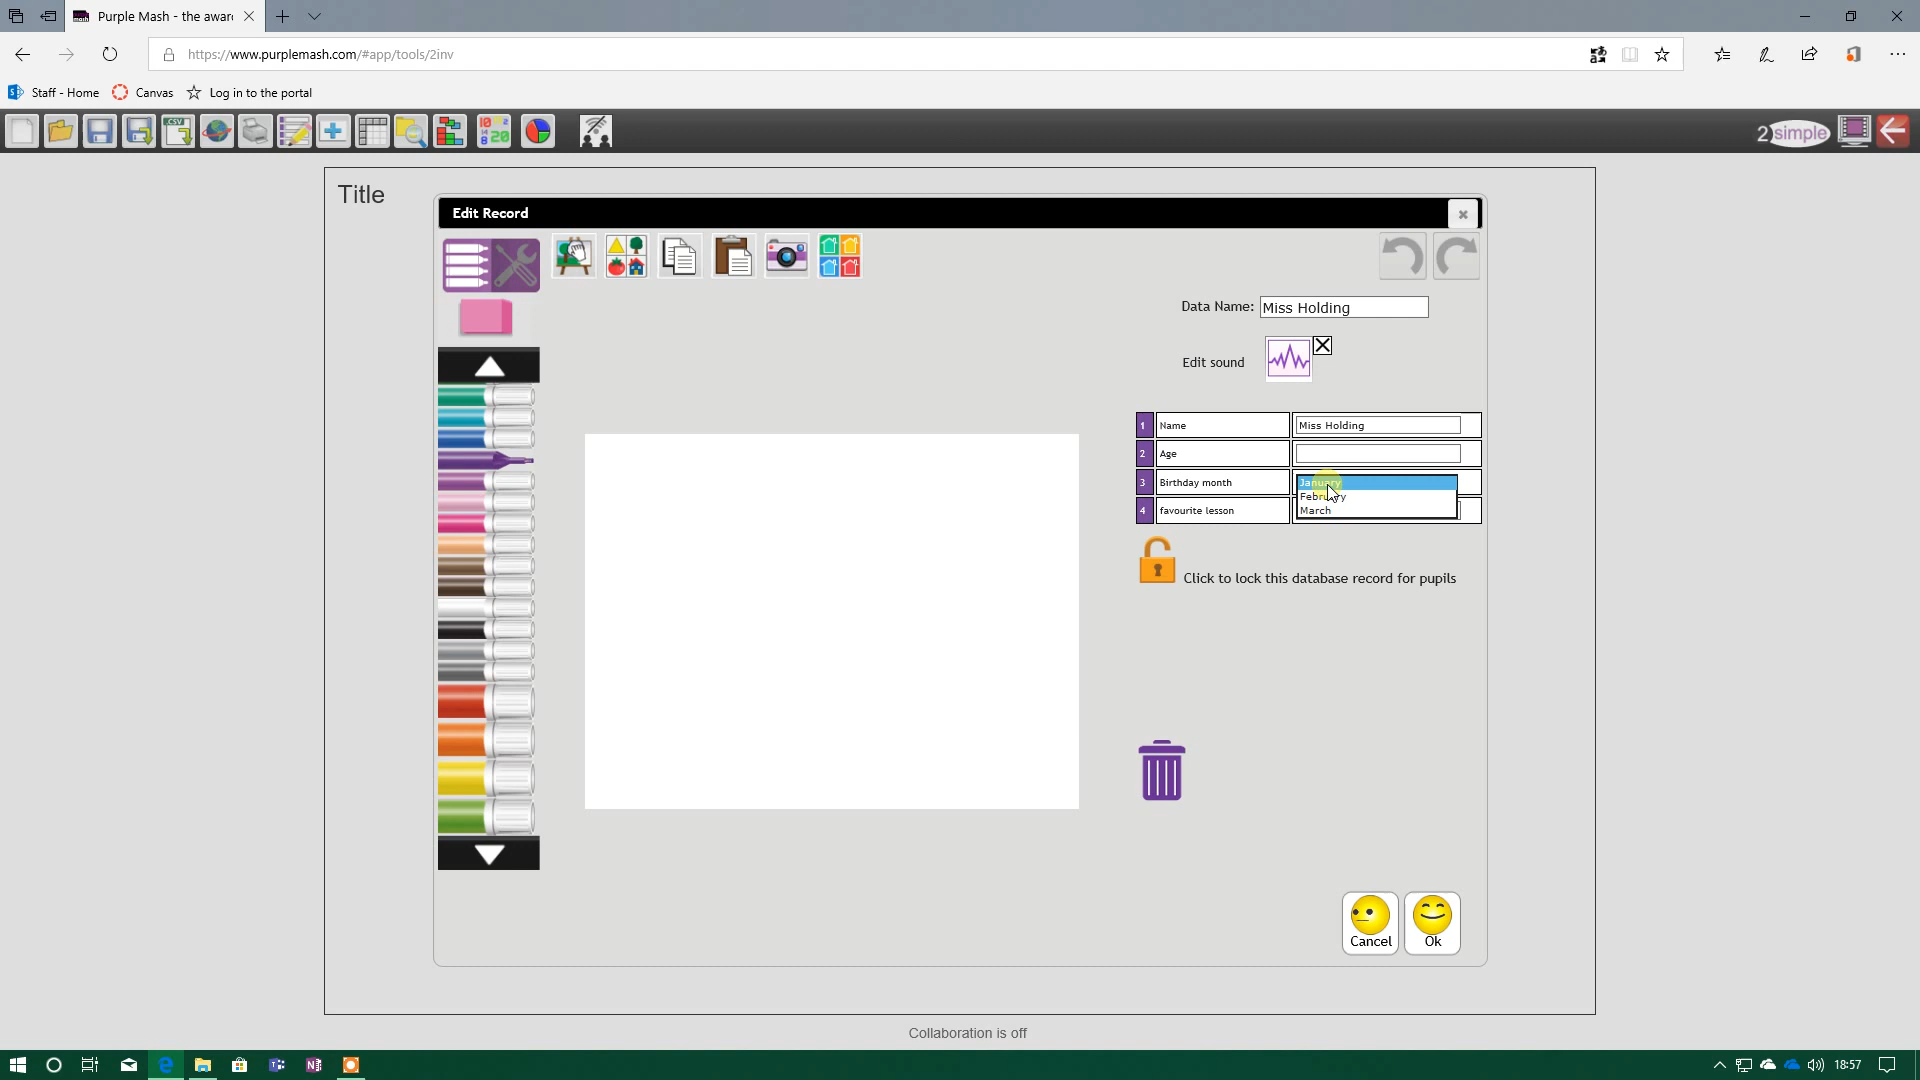 Purple Mash - the awar
https://www.purplemash.com/#app/tools/2inv
Staff - Home
Canvas
Log in to the portal
CSV
2simple
Title
Edit Record
Data Name: Miss Holding
Edit sound
1 Name Miss Holding
2 Age
3 Birthday month January
February
March
4 favourite lesson
Click to lock this database record for pupils
Cancel
Ok
Collaboration is off
18:57